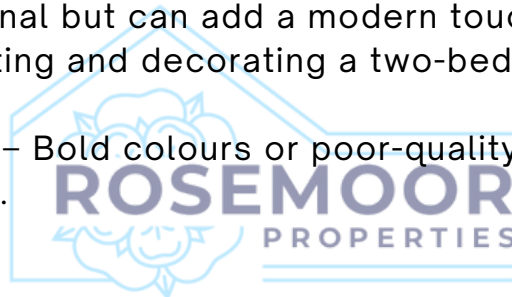 nal but can add a modern touc
ting and decorating a two-bed
– Bold colours or poor-quality
.
ROSEMOOR
PROPERTIES